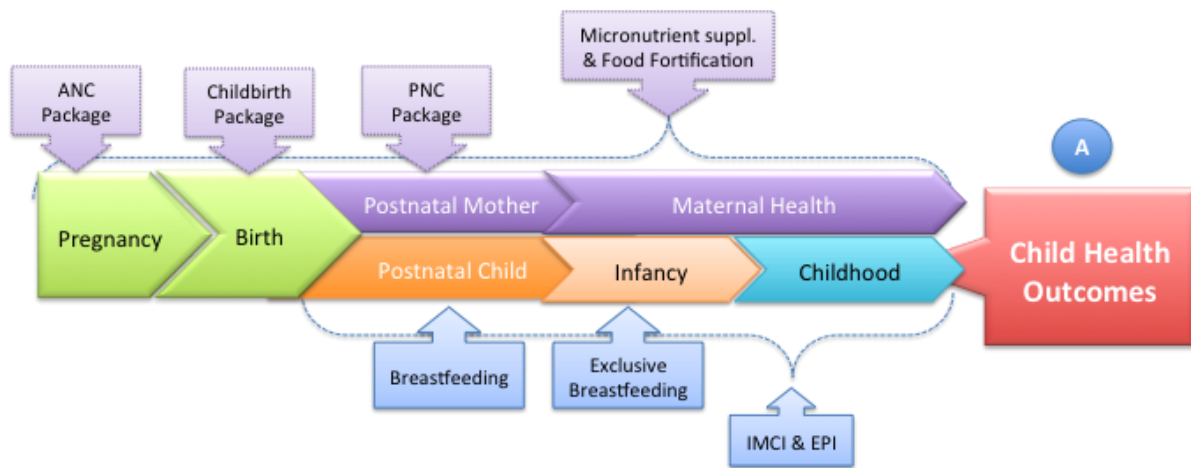 Micronutrient suppl.
& Food Fortification
ANC
Package
Childbirth
Package
PNC
Package
A
Pregnancy
Birth
Postnatal Mother
Maternal Health
Postnatal Child
Infancy
Childhood
Child Health
Outcomes
Breastfeeding
Exclusive
Breastfeeding
IMCI & EPI